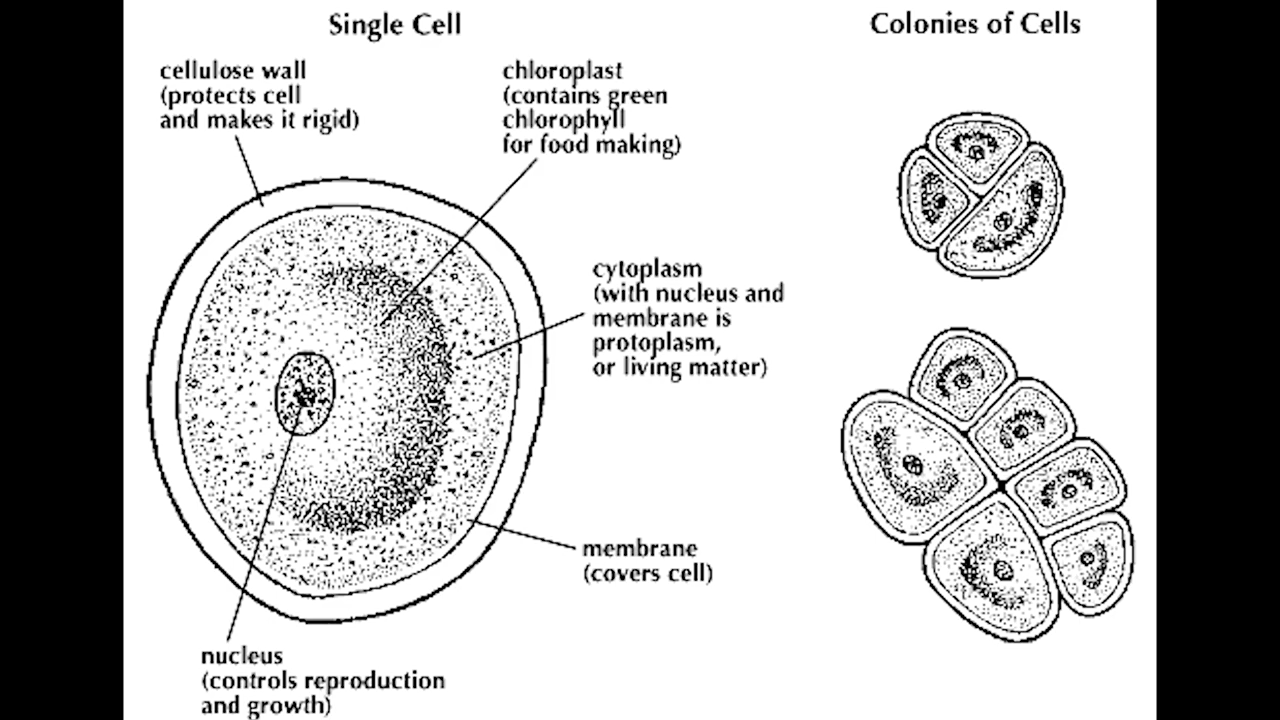 Single Cell
Colonies of Cells
cellulose wall
(protects cell
and makes it rigid)
chloroplast
(contains green
chlorophyll
for food making)
cytoplasm
(with nucleus and
membrane is
protoplasm,
or living matter)
membrane
(covers cell)
nucleus
(controls reproduction
and growth)